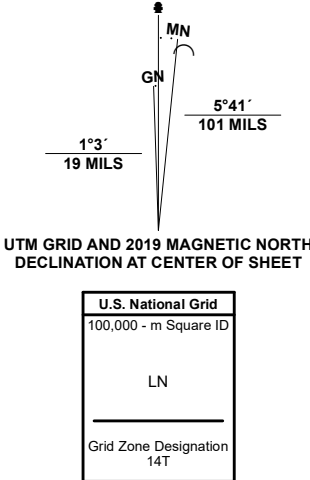 MN
GN
5°41´
101 MILS
1°3´
19 MILS
UTM GRID AND 2019 MAGNETIC NORTH
DECLINATION AT CENTER OF SHEET
U.S. National Grid
100,000 - m Square ID
LN
Grid Zone Designation
14T